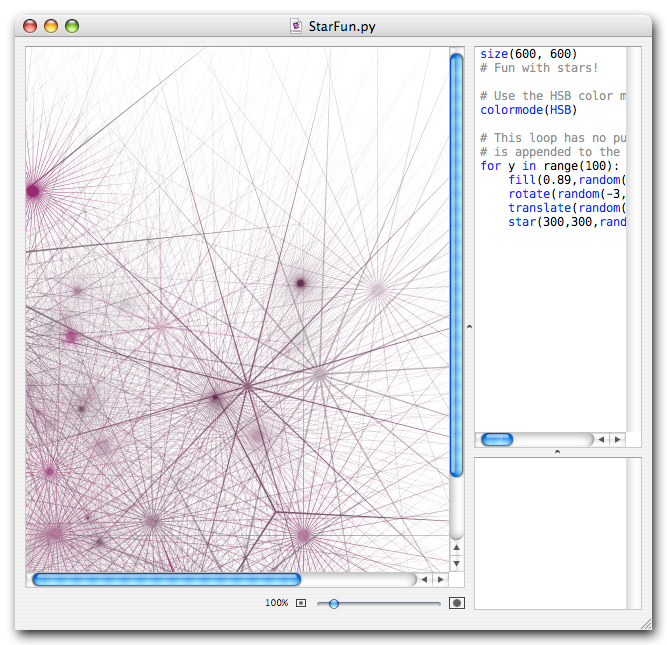 StarFun.py
size(600, 600)
# Fun with stars!
# Use the HSB color m
colormode(HSB)
# This loop has no pu
# is appended to the
for y in range(100):
    fill(0.89,random(
    rotate(random(-3,
    translate(random(
    star(300,300,rand
100%